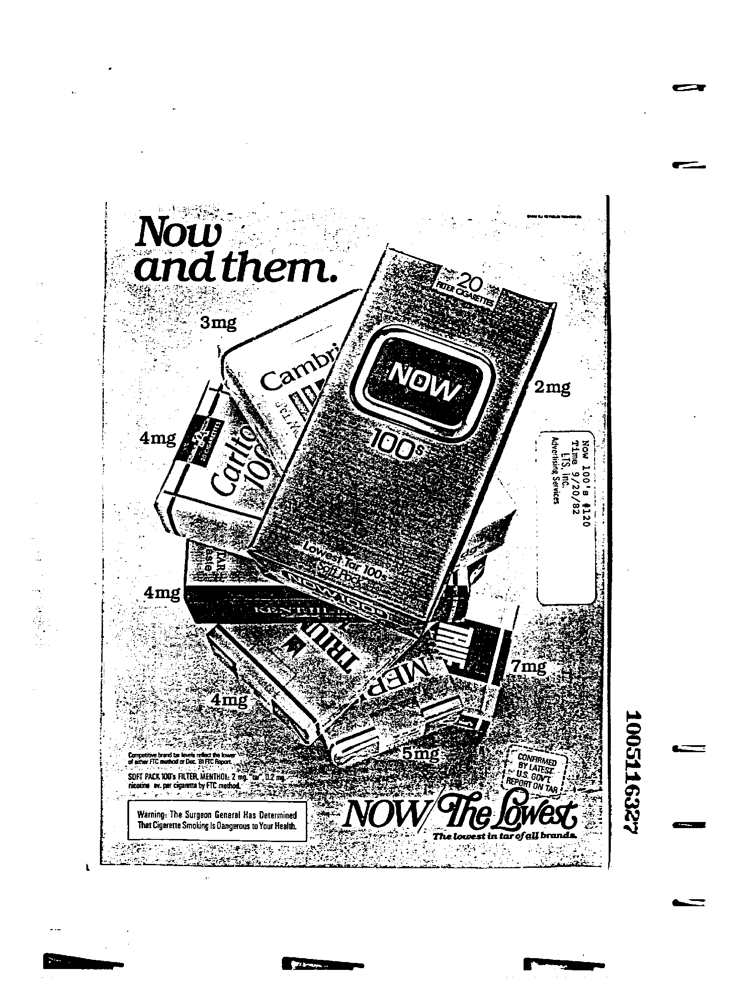 Now
and them.
3mg
20
FILTER CIGARETTES
Cambri
NOW
2mg
100s
4mg
Carlto
100
Now 100's #120
Time 9/20/82
LTS, Inc.
Advertising Services
Lowest Tar 100s
SOFT PACK
4mg
TRIUM
MER
7mg
4mg
5mg
Competitive brand tar levels reflect the lower
of either FTC method or Dec. 81 FTC Report.
SOFT PACK 100's FILTER, MENTHOL: 2 mg. "tar", 0.2 mg.
nicotine av. per cigarette by FTC method.
CONFIRMED
BY LATEST
U.S. GOV'T.
REPORT ON TAR
Warning: The Surgeon General Has Determined
That Cigarette Smoking Is Dangerous to Your Health.
NOW/The Lowest
The lowest in tar of all brands.
1005116327